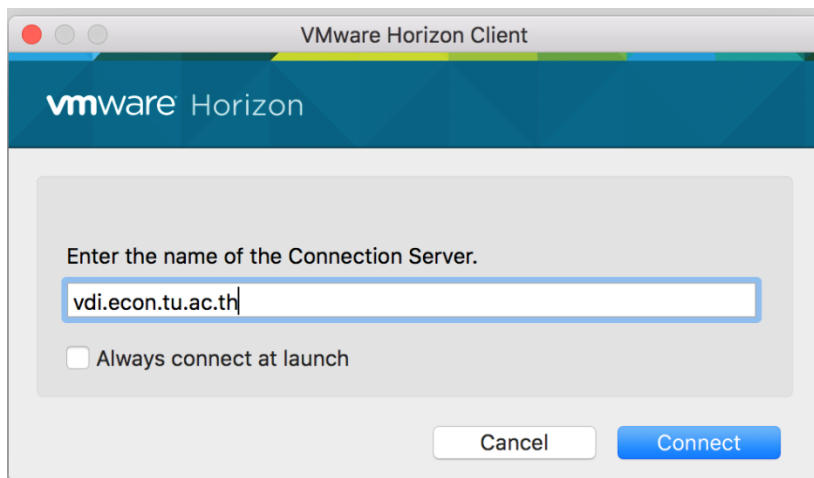 VMware Horizon Client
vmware Horizon
Enter the name of the Connection Server.
vdi.econ.tu.ac.th
Always connect at launch
Cancel Connect